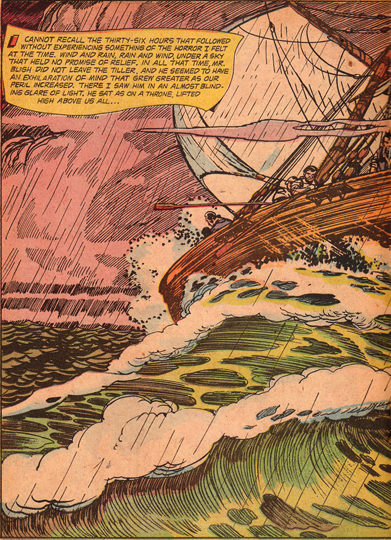 I CANNOT RECALL THE THIRTY-SIX HOURS THAT FOLLOWED
WITHOUT EXPERIENCING SOMETHING OF THE HORROR I FELT
AT THE TIME. WIND AND RAIN, RAIN AND WIND, UNDER A SKY
THAT HELD NO PROMISE OF RELIEF. IN ALL THAT TIME, MR.
BLIGH DID NOT LEAVE THE TILLER, AND HE SEEMED TO HAVE
AN EXHILARATION OF MIND THAT GREW GREATER AS OUR
PERIL INCREASED. THERE I SAW HIM IN AN ALMOST BLIND-
ING GLARE OF LIGHT, HE SAT AS ON A THRONE, LIFTED
HIGH ABOVE US ALL...